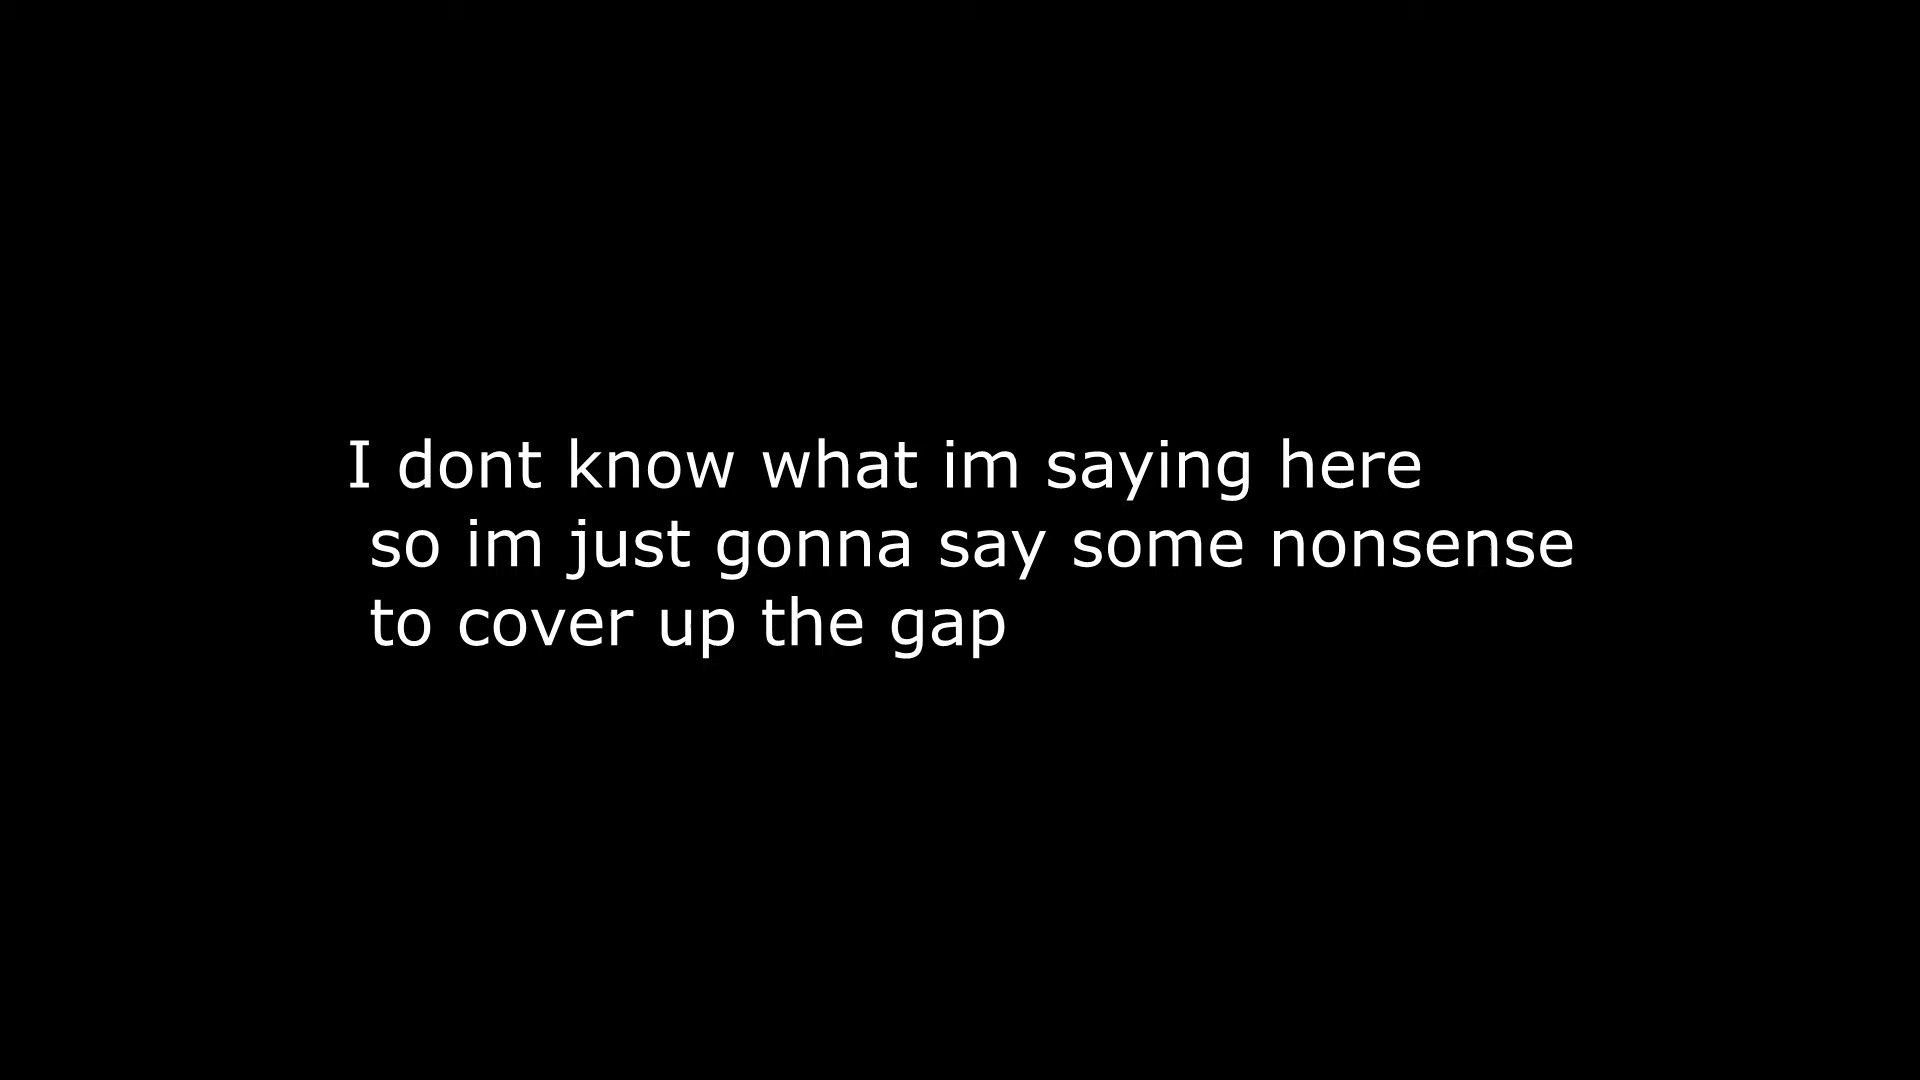 I dont know what im saying here
so im just gonna say some nonsense
to cover up the gap